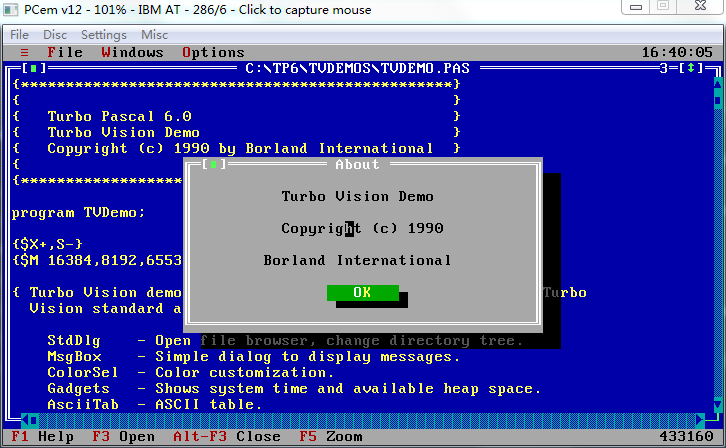 PCem v12 - 101% - IBM AT - 286/6 - Click to capture mouse
File Disc Settings Misc
≡ File Windows Options 16:40:05
[■] C:\TP6\TVDEMOS\TVDEMO.PAS 3=[↕]
{***************************************************}
{ }
{ Turbo Pascal 6.0 }
{ Turbo Vision Demo }
{ Copyright (c) 1990 by Borland International }
{
{******************
program TVDemo;
{$X+,S-}
{$M 16384,8192,6553
{ Turbo Vision demo Turbo
Vision standard a
StdDlg - Open file browser, change directory tree.
MsgBox - Simple dialog to display messages.
ColorSel - Color customization.
Gadgets - Shows system time and available heap space.
AsciiTab - ASCII table.
[■] About
Turbo Vision Demo
Copyright (c) 1990
Borland International
OK
F1 Help F3 Open Alt-F3 Close F5 Zoom 433160